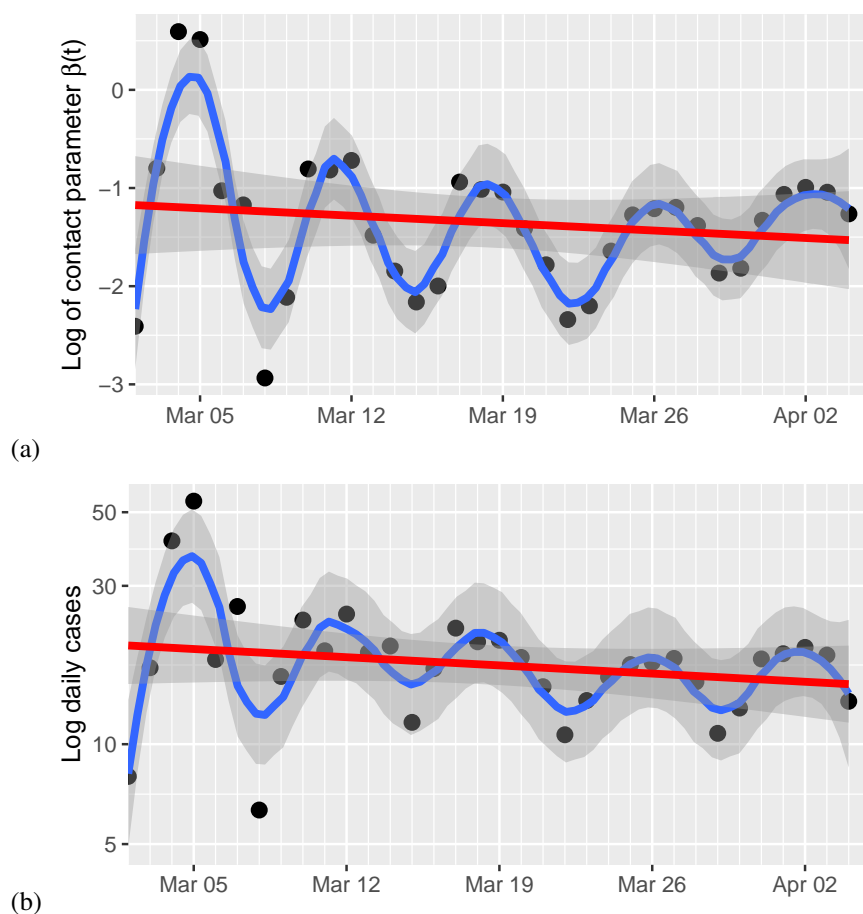 Log of contact parameter β(t)
0
−1
−2
−3
Mar 05 Mar 12 Mar 19 Mar 26 Apr 02
(a)
Log daily cases
50
30
10
5
Mar 05 Mar 12 Mar 19 Mar 26 Apr 02
(b)